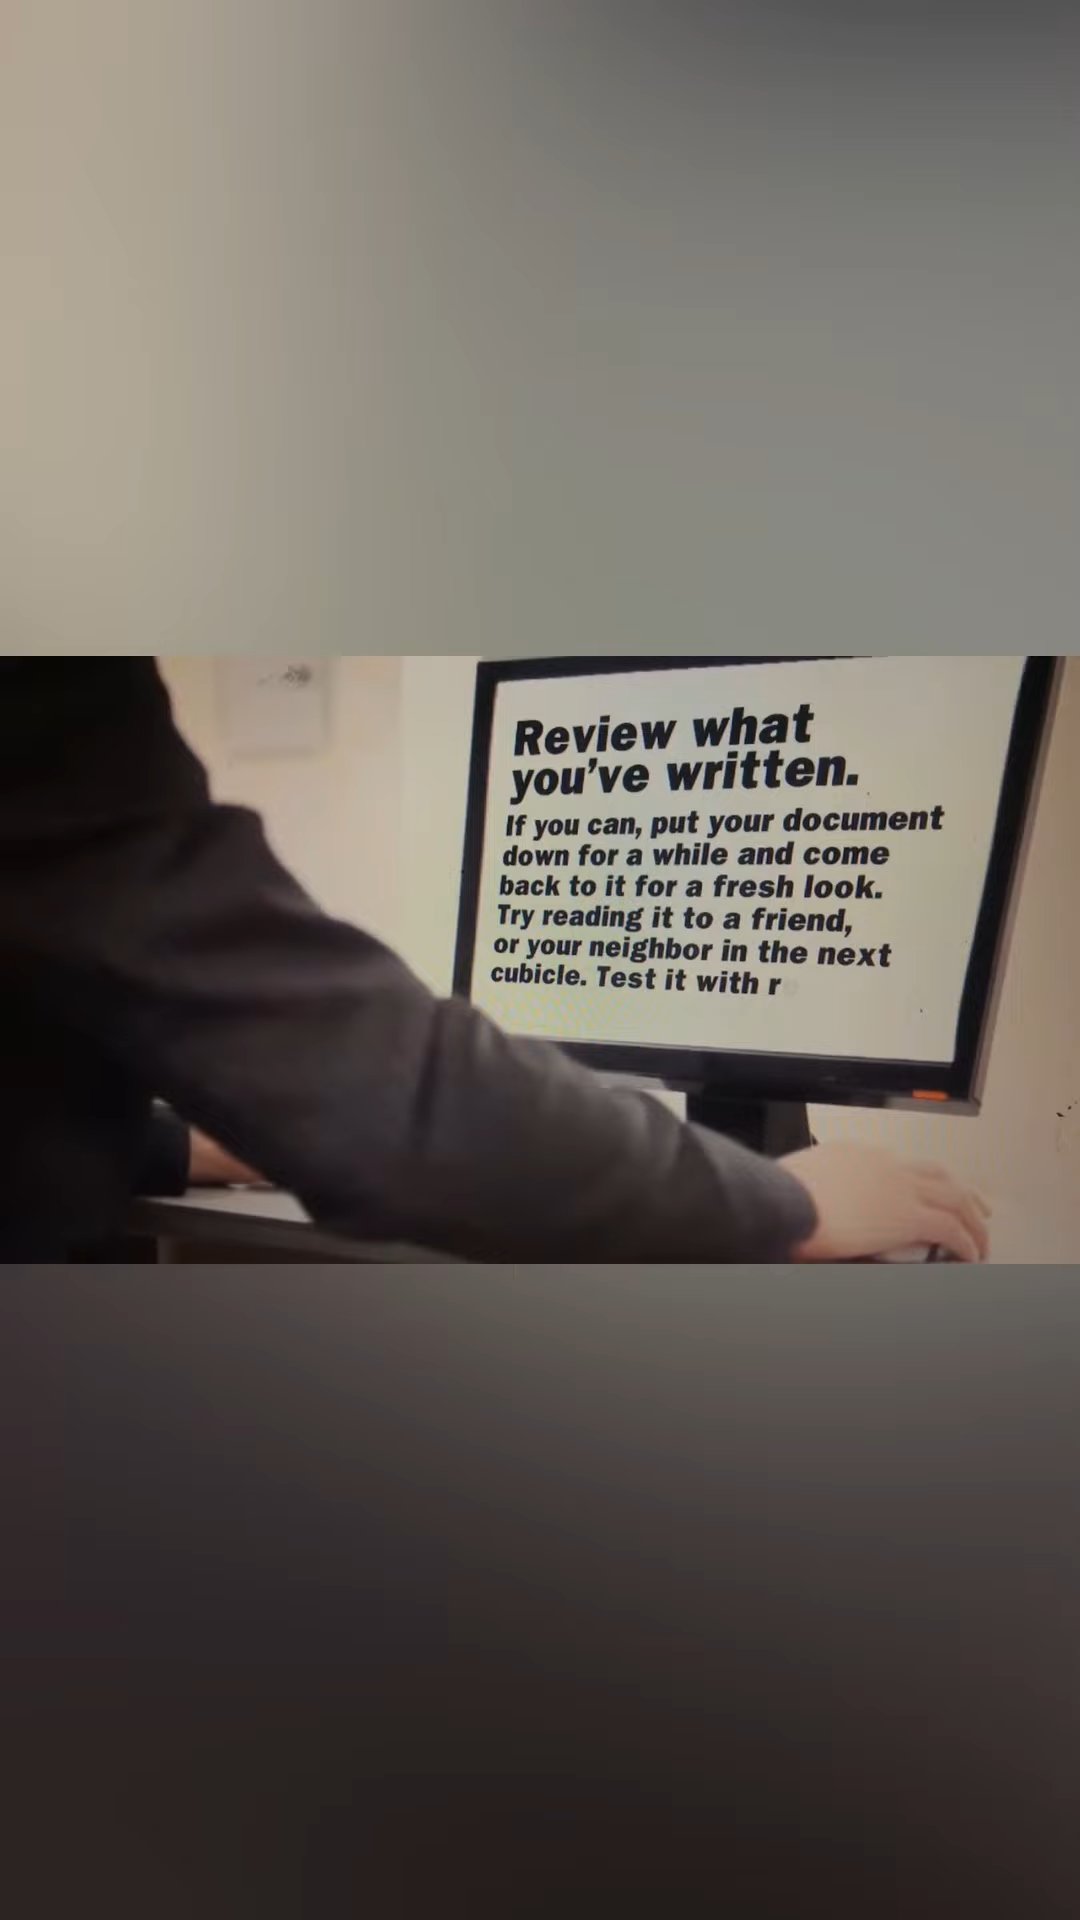 Review what
you've written.
If you can, put your document
down for a while and come
back to it for a fresh look.
Try reading it to a friend,
or your neighbor in the next
cubicle. Test it with r